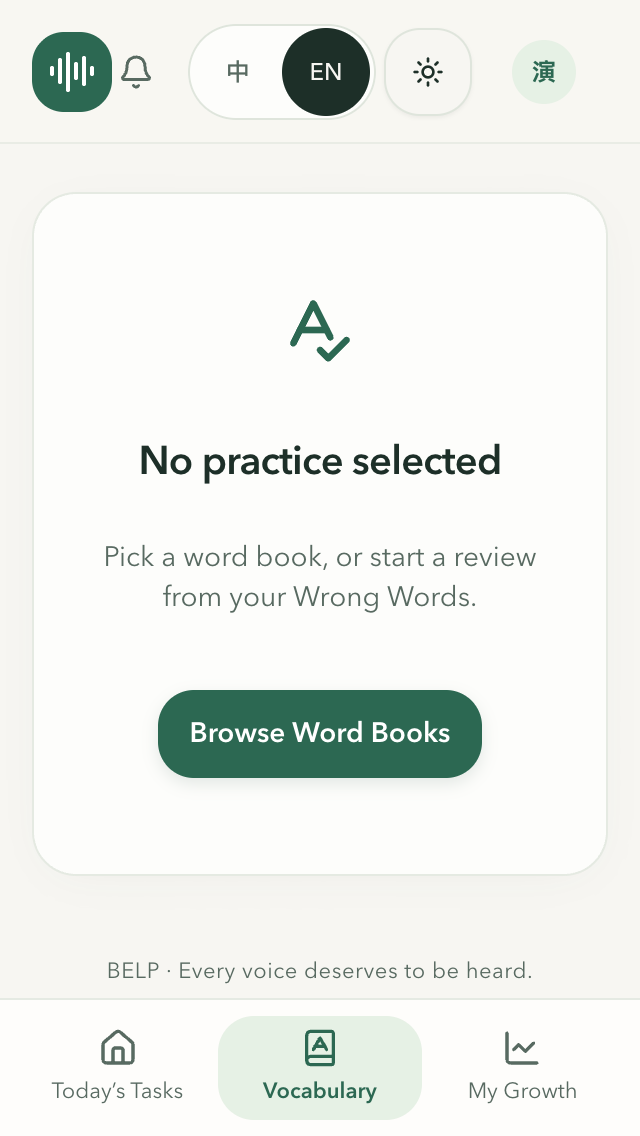 中
EN
演
No practice selected
Pick a word book, or start a review
from your Wrong Words.
Browse Word Books
BELP · Every voice deserves to be heard.
Today’s Tasks
Vocabulary
My Growth